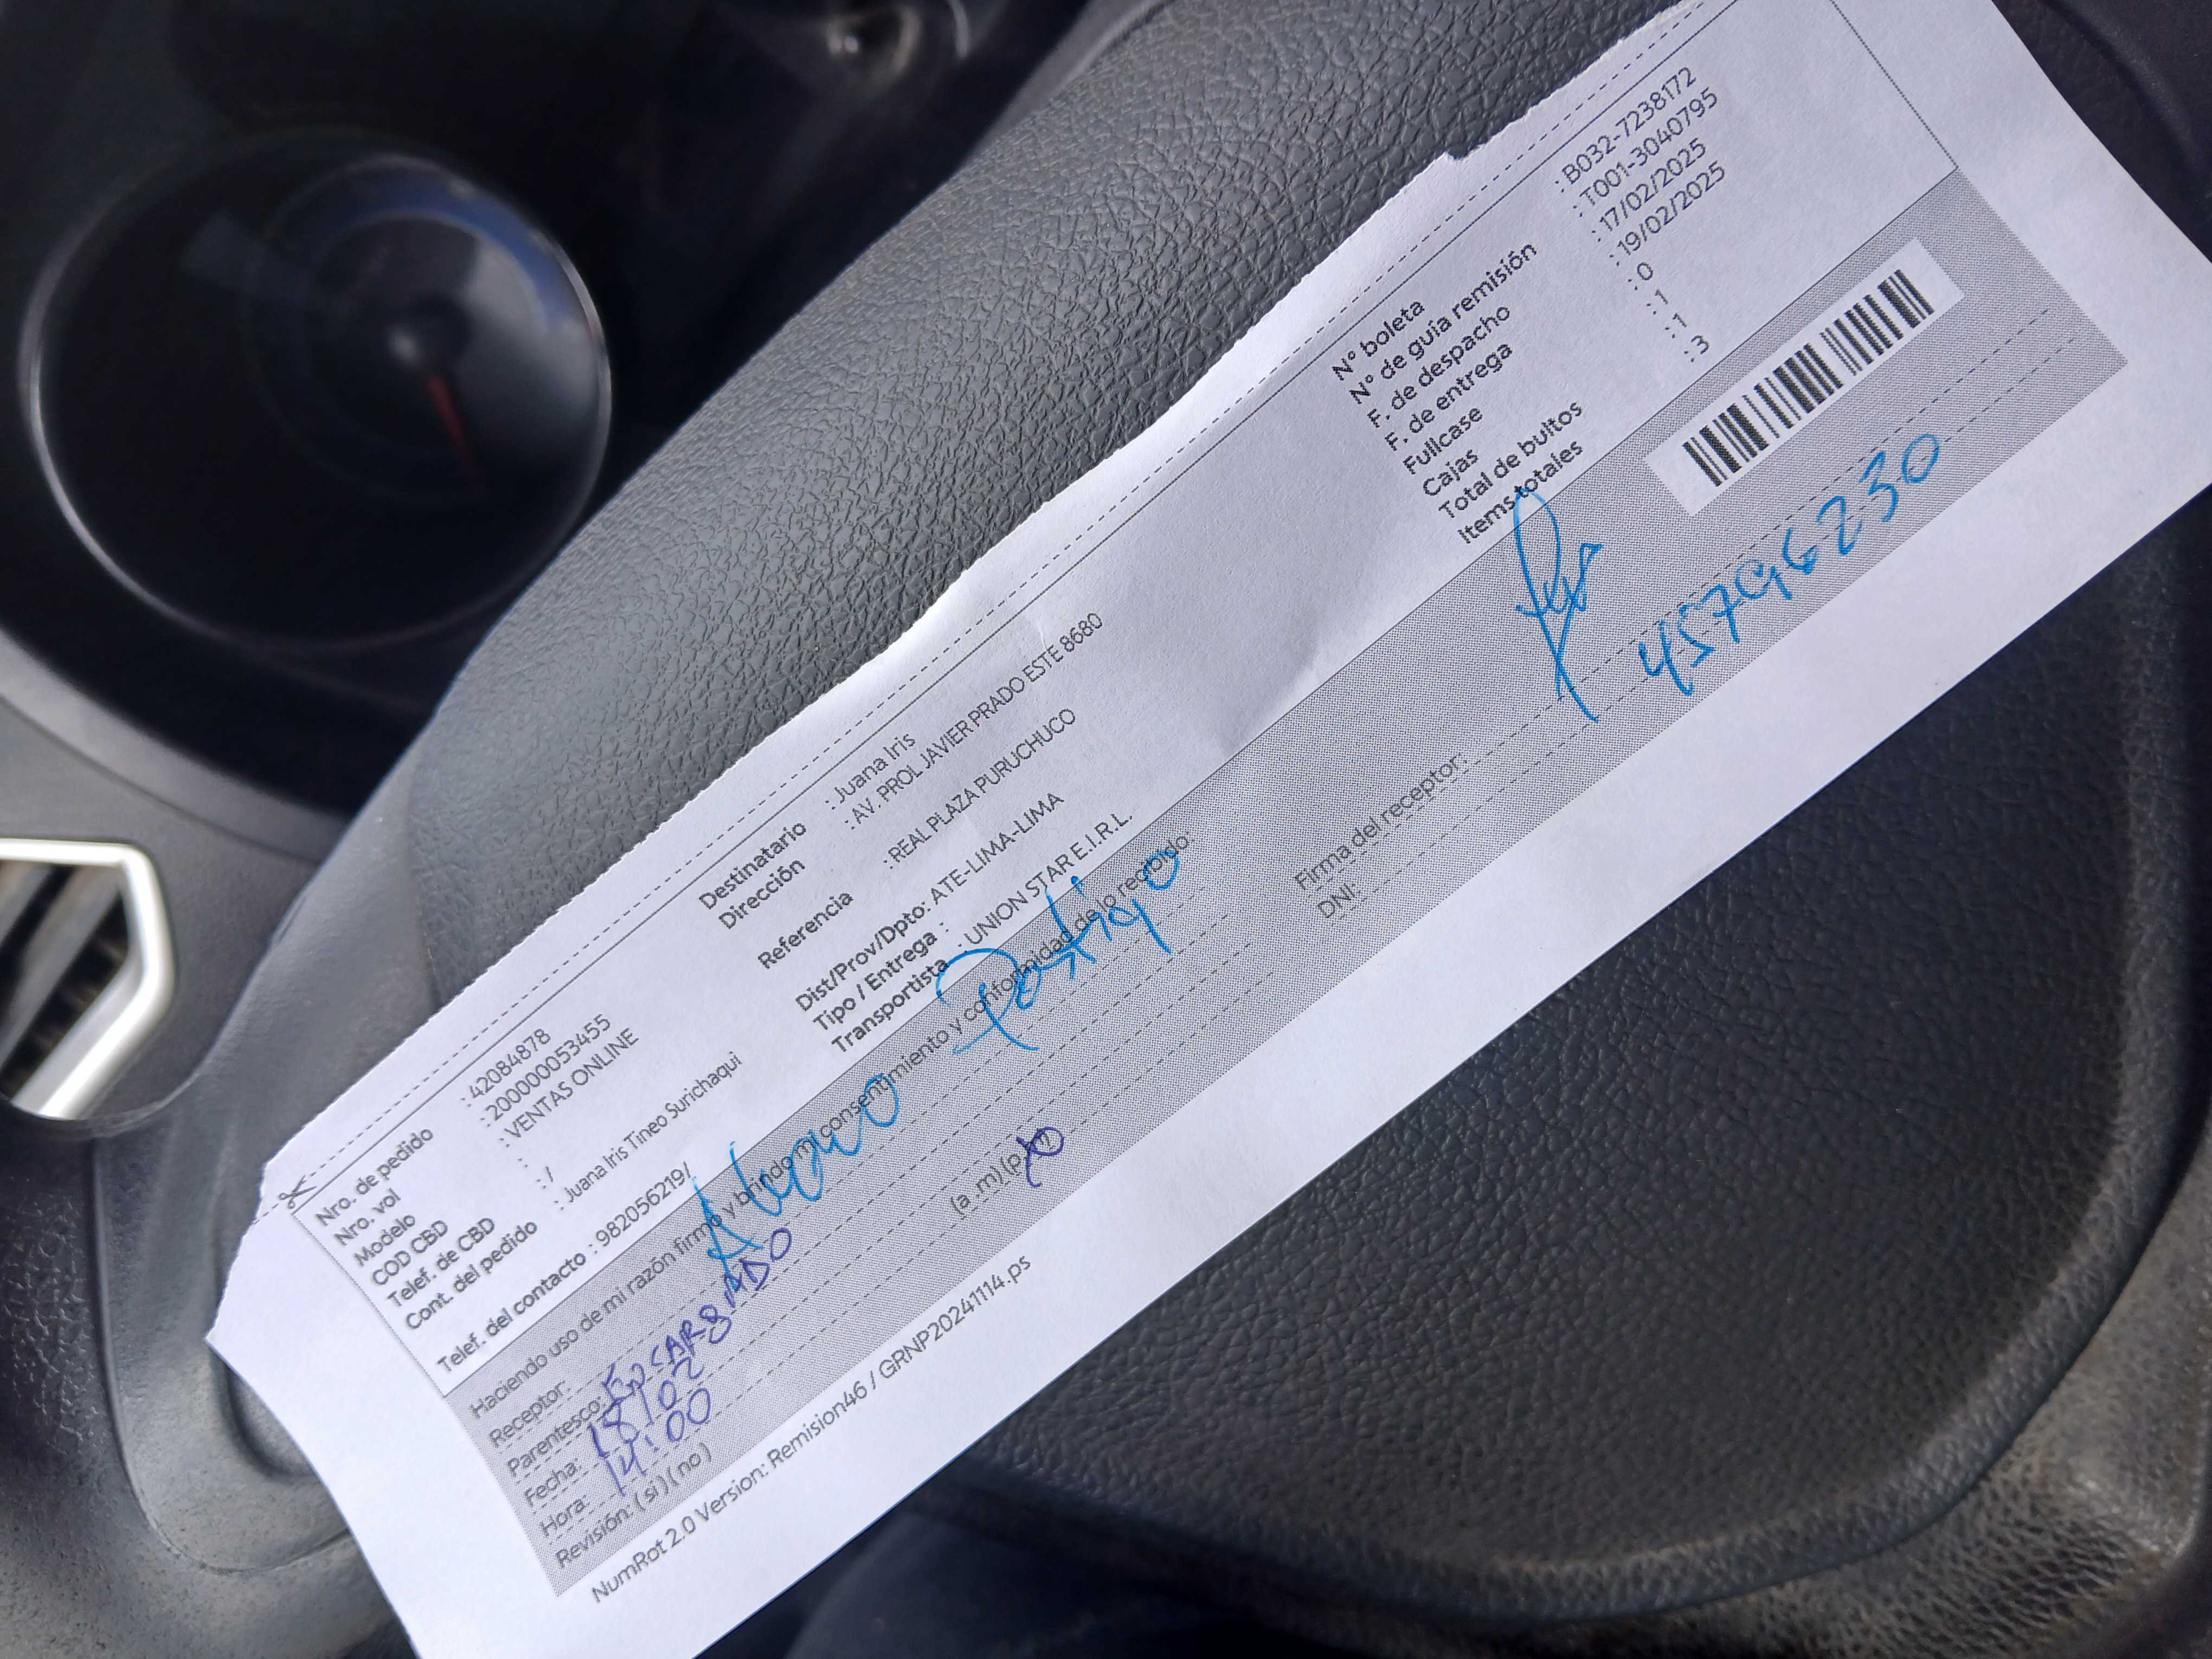 Nro. de pedido : 42084878
Nro. vol : 200000053455
Modelo : VENTAS ONLINE
COD CBD :
Telef. de CBD : /
Cont. del pedido : Juana Iris Tineo Surichaqui
Telef. del contacto : 982056219/
Destinatario : Juana Iris
Dirección : AV. PROL JAVIER PRADO ESTE 8680
Referencia : REAL PLAZA PURUCHUCO
Dist/Prov/Dpto: ATE-LIMA-LIMA
Tipo / Entrega :
Transportista : UNION STAR E.I.R.L.
N° boleta : B032-7238172
N° de guía remisión : T001-3040795
F. de despacho : 17/02/2025
F. de entrega : 19/02/2025
Fullcase : 0
Cajas : 1
Total de bultos : 1
Items totales : 3
Haciendo uso de mi razón firmo y brindo mi consentimiento y conformidad de lo recibido:
Receptor: Postigo
Parentesco: ENCARGADO
Fecha: 18/02
Hora: 14:00 (a.m)(p.m)
Revisión: (si) (no)
Firma del receptor:
DNI: 45796230
NumRot 2.0 Version: Remision46 / GRNP20241114.ps